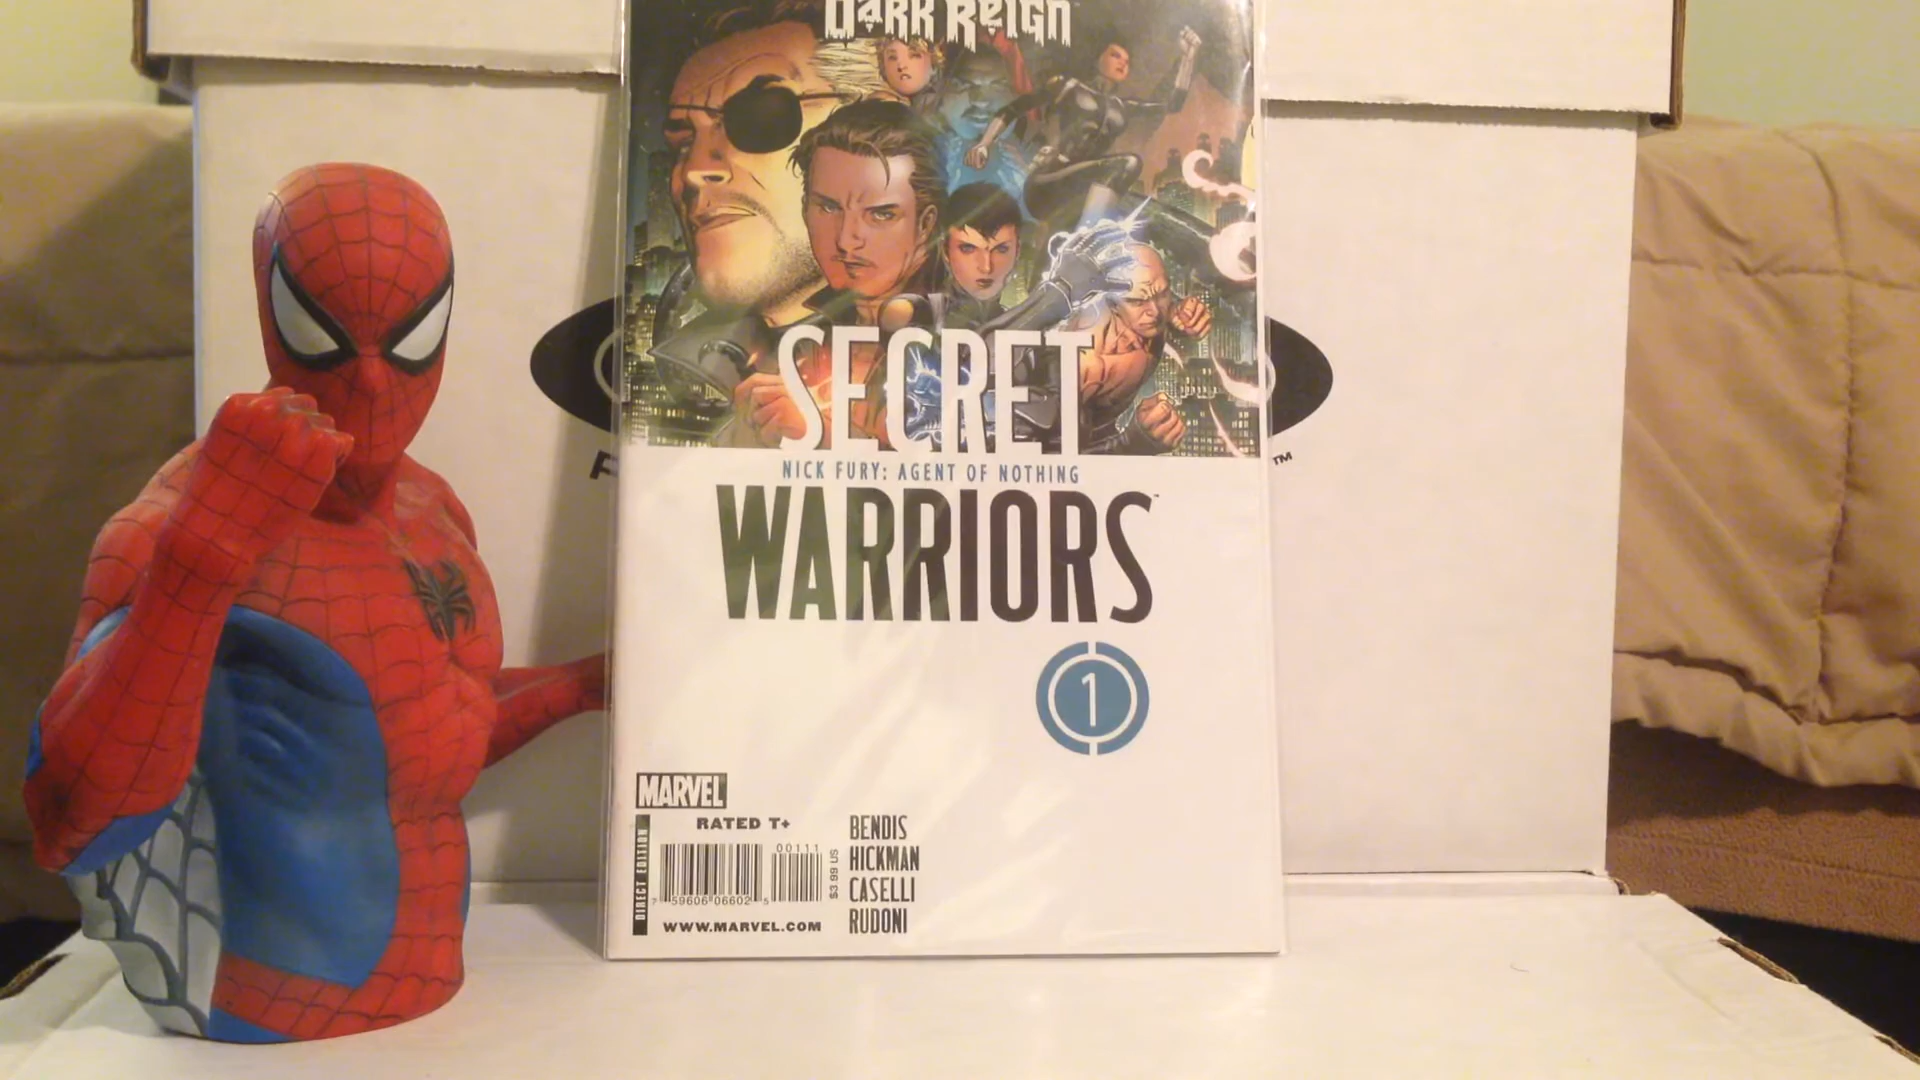 DARK REIGN
SECRET
NICK FURY: AGENT OF NOTHING
WARRIORS
1
MARVEL
RATED T+
DIRECT EDITION
00111
$3.99 US
7 59606 06602 5
WWW.MARVEL.COM
BENDIS
HICKMAN
CASELLI
RUDONI
TM